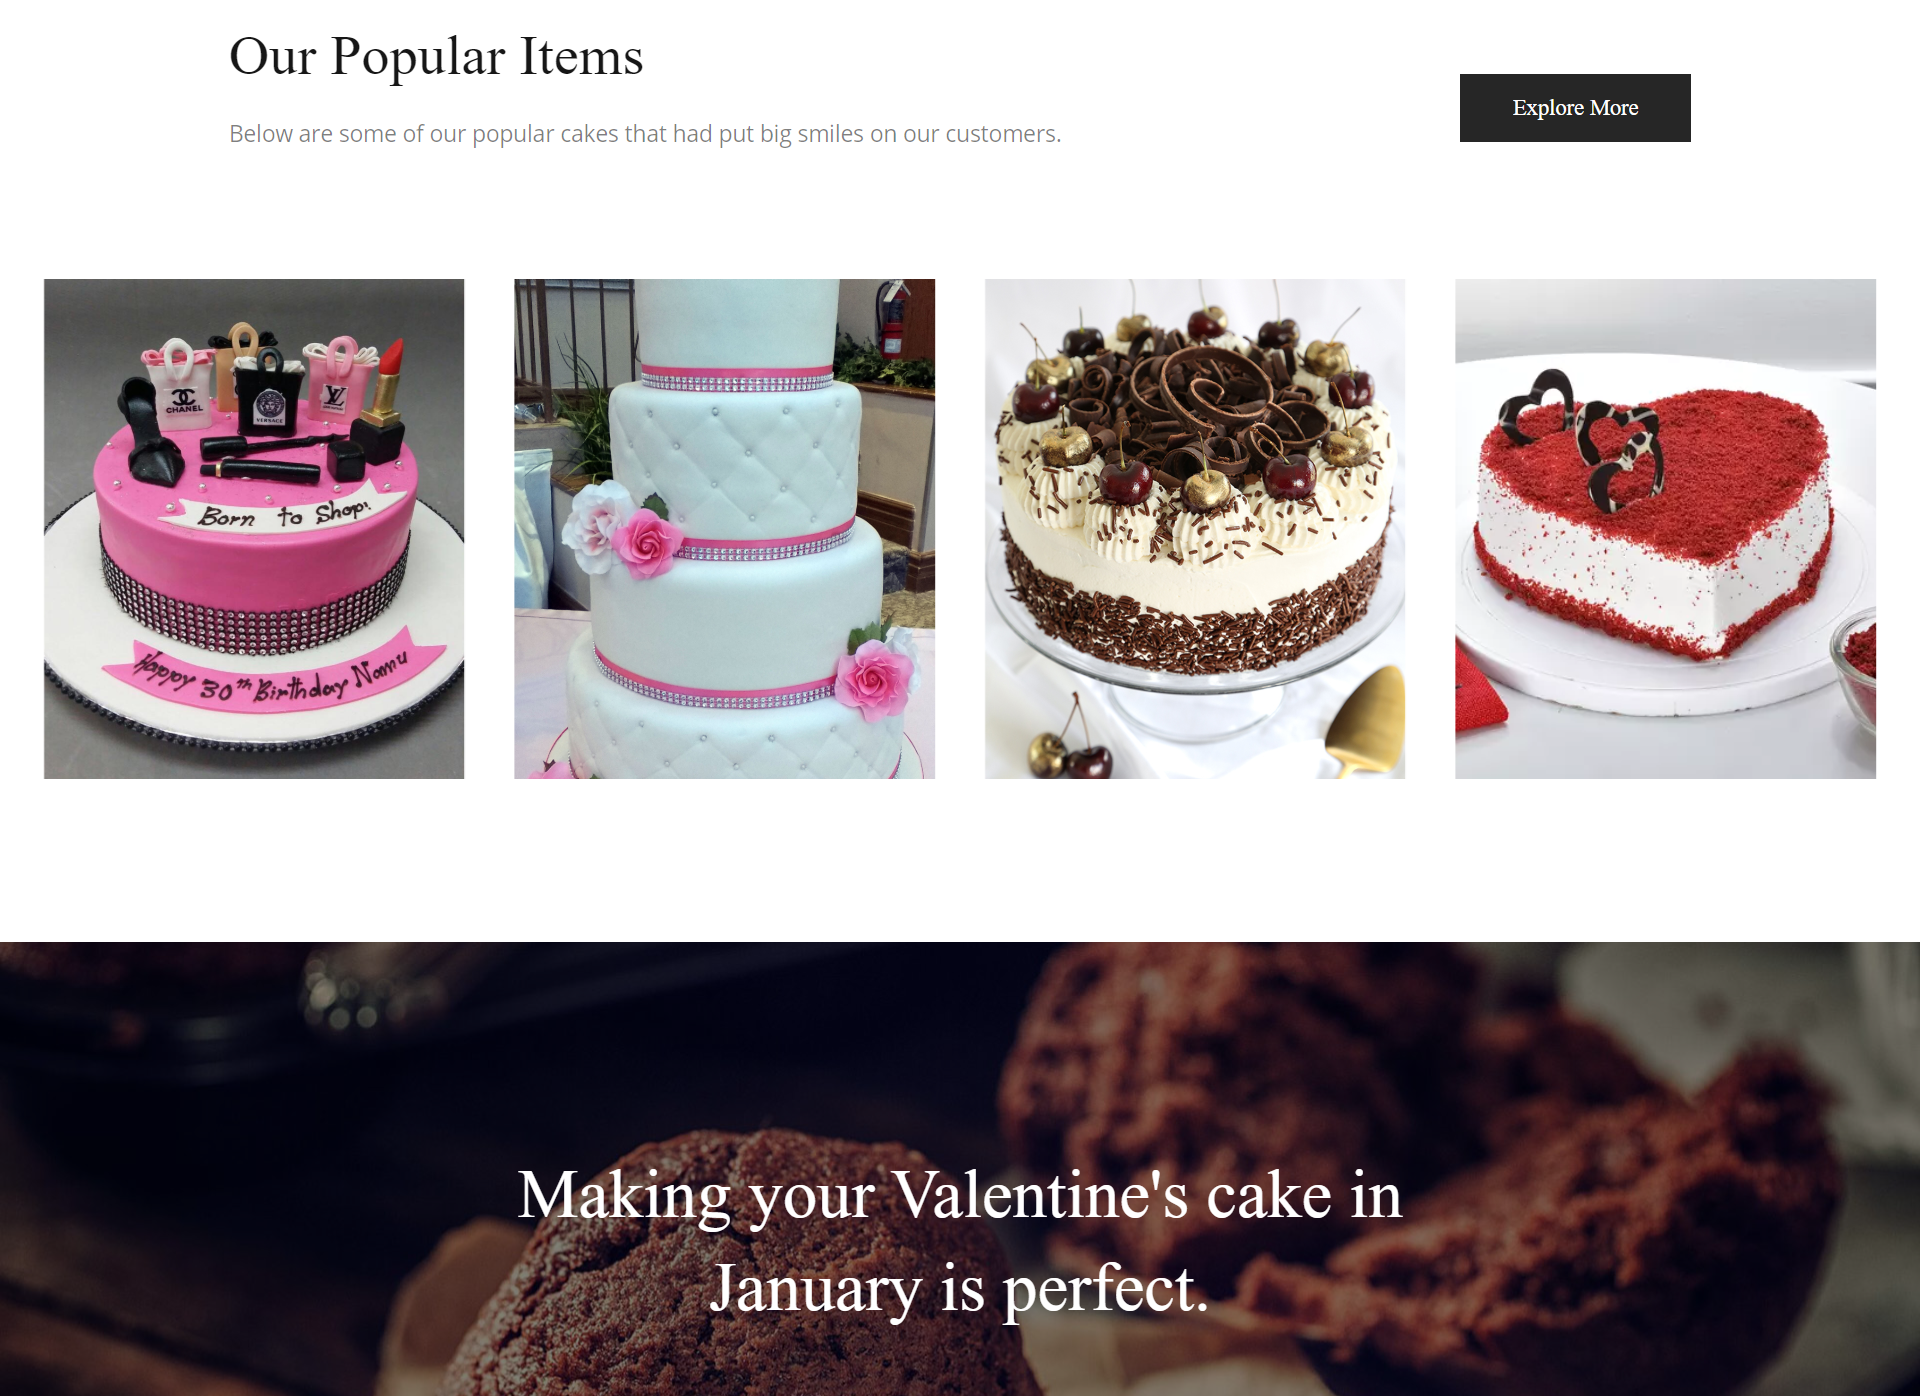 Our Popular Items
Below are some of our popular cakes that had put big smiles on our customers.
Explore More
CHANEL
VERSACE
LV
Born to Shop!
Happy 30th Birthday Namu
Making your Valentine's cake in
January is perfect.